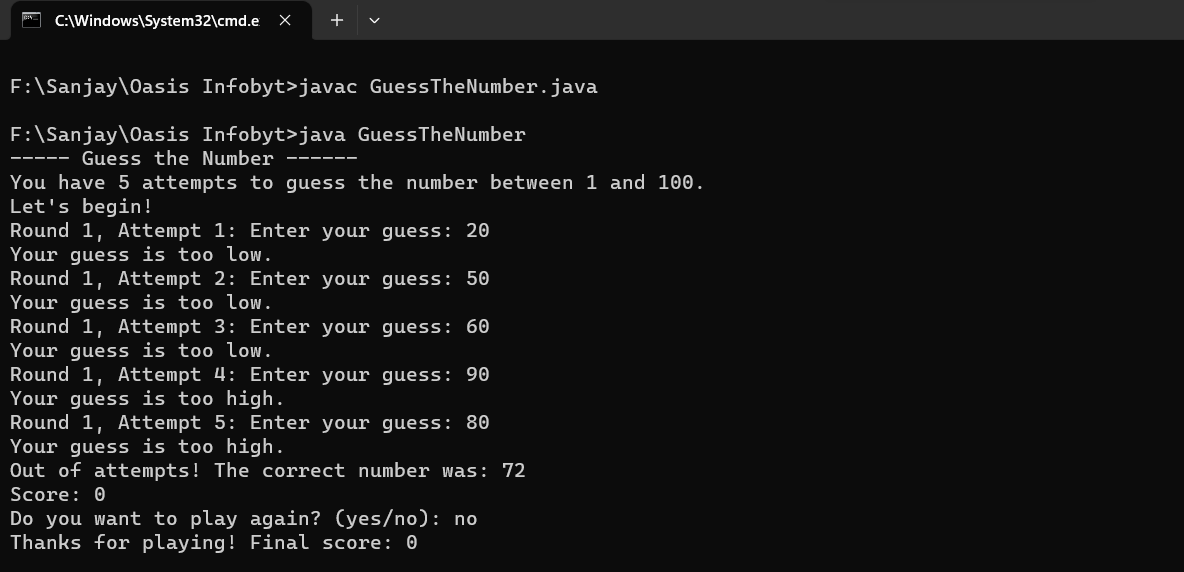 C:\Windows\System32\cmd.e
F:\Sanjay\Oasis Infobyt>javac GuessTheNumber.java
F:\Sanjay\Oasis Infobyt>java GuessTheNumber
----- Guess the Number ------
You have 5 attempts to guess the number between 1 and 100.
Let's begin!
Round 1, Attempt 1: Enter your guess: 20
Your guess is too low.
Round 1, Attempt 2: Enter your guess: 50
Your guess is too low.
Round 1, Attempt 3: Enter your guess: 60
Your guess is too low.
Round 1, Attempt 4: Enter your guess: 90
Your guess is too high.
Round 1, Attempt 5: Enter your guess: 80
Your guess is too high.
Out of attempts! The correct number was: 72
Score: 0
Do you want to play again? (yes/no): no
Thanks for playing! Final score: 0